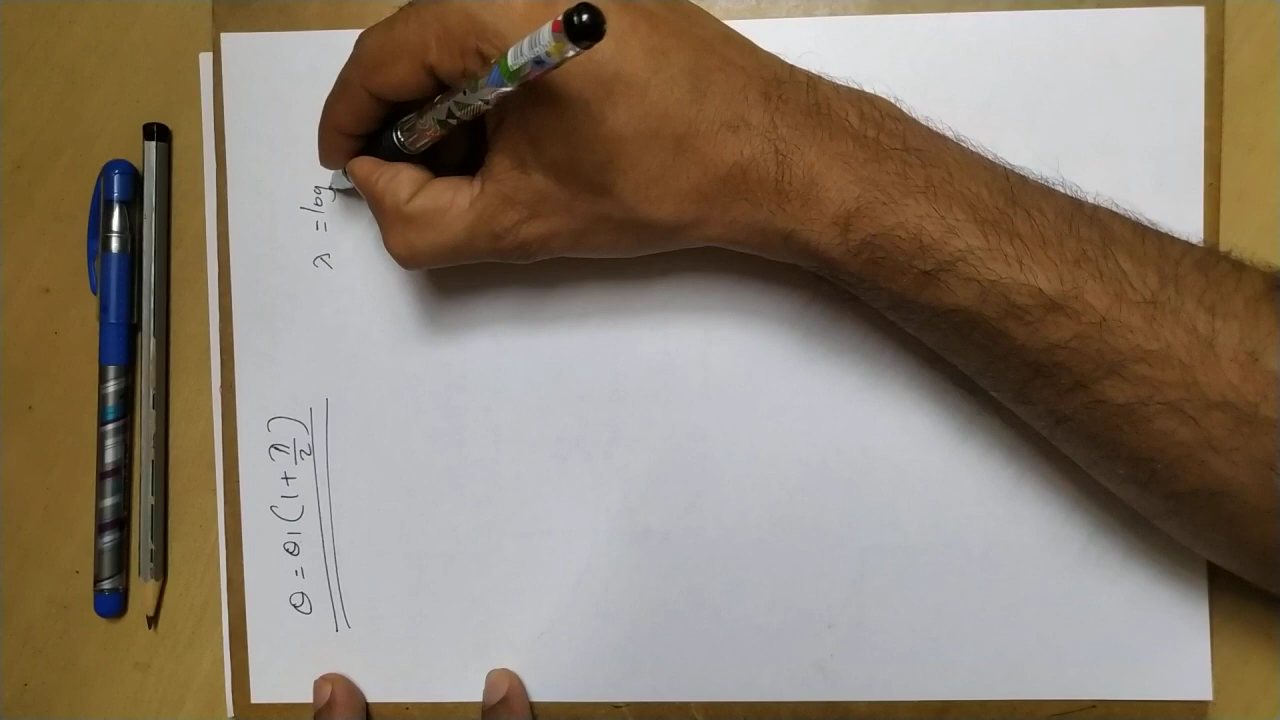 θ = θ1 (1 + λ/2)
λ = log